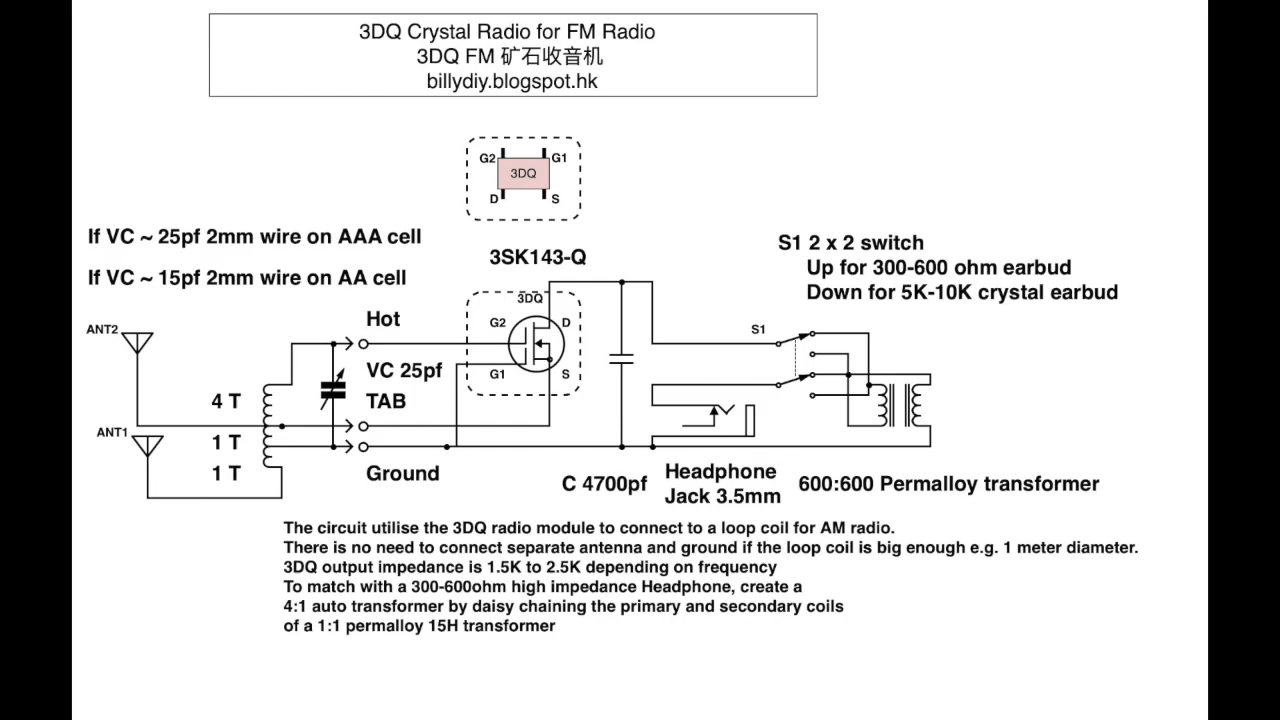 3DQ Crystal Radio for FM Radio
3DQ FM 矿石收音机
billydiy.blogspot.hk
G2
G1
3DQ
D
S
If VC ~ 25pf 2mm wire on AAA cell
If VC ~ 15pf 2mm wire on AA cell
3SK143-Q
S1 2 x 2 switch
Up for 300-600 ohm earbud
Down for 5K-10K crystal earbud
3DQ
G2
D
G1
S
Hot
VC 25pf
TAB
Ground
ANT2
ANT1
4 T
1 T
1 T
S1
C 4700pf
Headphone
Jack 3.5mm
600:600 Permalloy transformer
The circuit utilise the 3DQ radio module to connect to a loop coil for AM radio.
There is no need to connect separate antenna and ground if the loop coil is big enough e.g. 1 meter diameter.
3DQ output impedance is 1.5K to 2.5K depending on frequency
To match with a 300-600ohm high impedance Headphone, create a
4:1 auto transformer by daisy chaining the primary and secondary coils
of a 1:1 permalloy 15H transformer